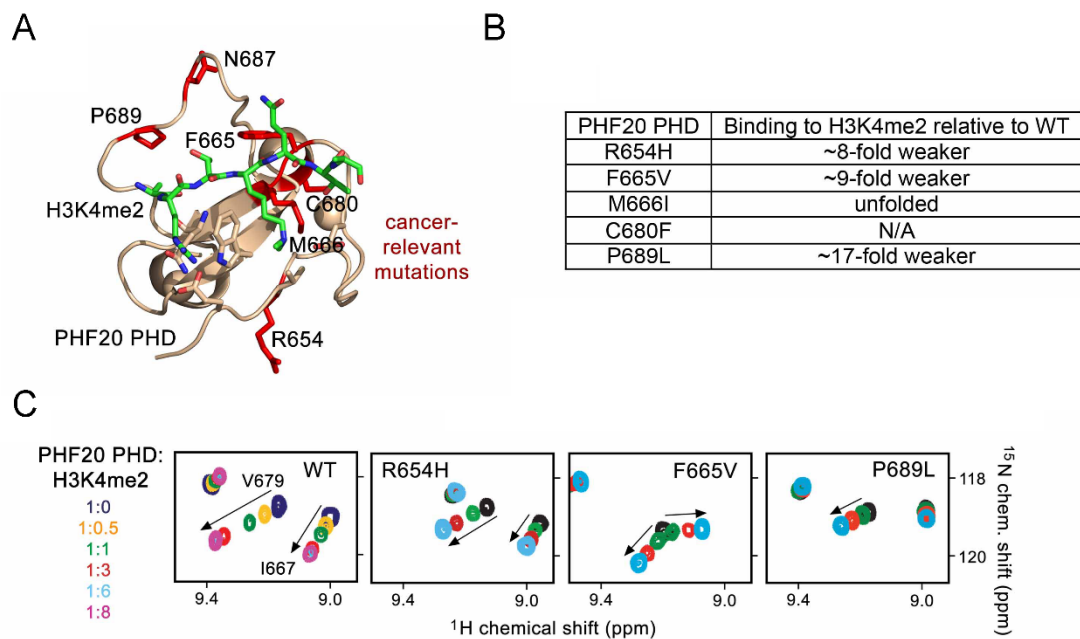 A
N687
P689
F665
H3K4me2
C680
M666
cancer-
relevant
mutations
PHF20 PHD
R654
B
PHF20 PHD Binding to H3K4me2 relative to WT
R654H ~8-fold weaker
F665V ~9-fold weaker
M666I unfolded
C680F N/A
P689L ~17-fold weaker
C
PHF20 PHD:
H3K4me2
1:0
1:0.5
1:1
1:3
1:6
1:8
V679 WT
I667
R654H
F665V
P689L
118
120
¹⁵N chem. shift (ppm)
9.4 9.0 9.4 9.0 9.4 9.0 9.4 9.0
¹H chemical shift (ppm)